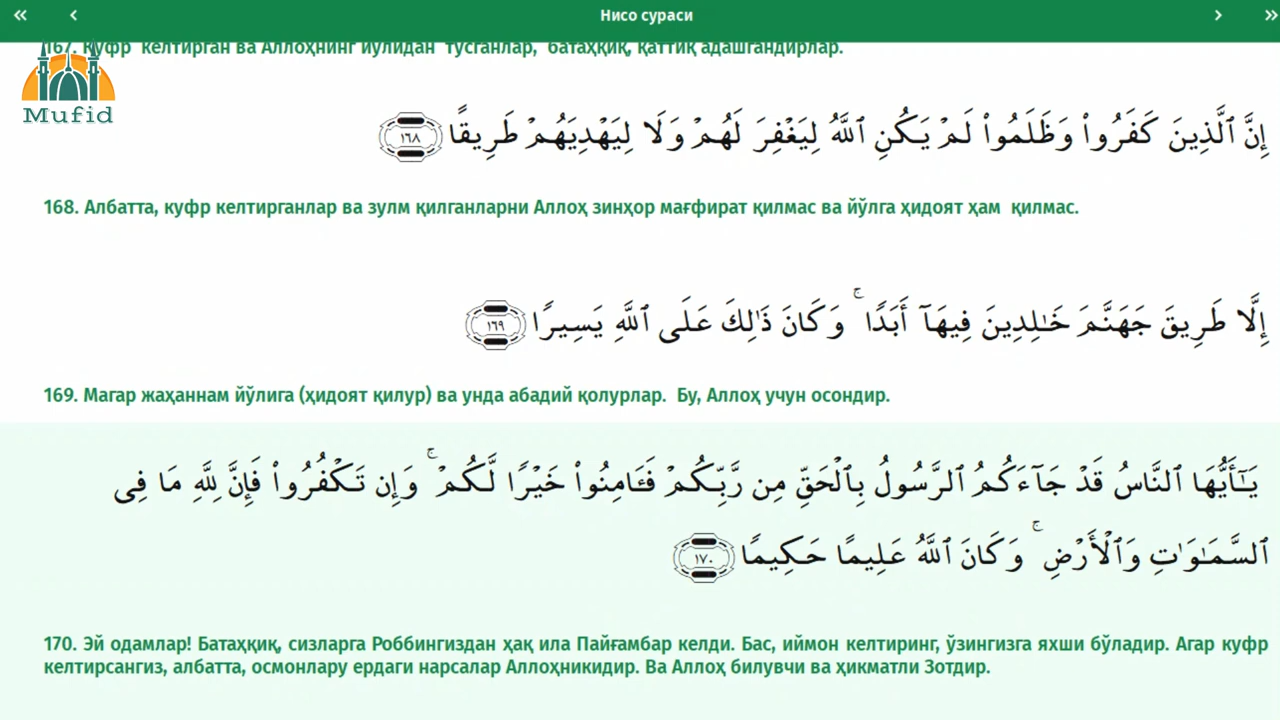 Нисо сураси
167. Куфр келтирган ва Аллоҳнинг йўлидан тўсганлар, батаҳқиқ, қаттиқ адашгандирлар.
Mufid
إِنَّ ٱلَّذِينَ كَفَرُوا۟ وَظَلَمُوا۟ لَمْ يَكُنِ ٱللَّهُ لِيَغْفِرَ لَهُمْ وَلَا لِيَهْدِيَهُمْ طَرِيقًا ١٦٨
168. Албатта, куфр келтирганлар ва зулм қилганларни Аллоҳ зинҳор мағфират қилмас ва йўлга ҳидоят ҳам қилмас.
إِلَّا طَرِيقَ جَهَنَّمَ خَـٰلِدِينَ فِيهَآ أَبَدًا ۚ وَكَانَ ذَٰلِكَ عَلَى ٱللَّهِ يَسِيرًا ١٦٩
169. Магар жаҳаннам йўлига (ҳидоят қилур) ва унда абадий қолурлар. Бу, Аллоҳ учун осондир.
يَـٰٓأَيُّهَا ٱلنَّاسُ قَدْ جَآءَكُمُ ٱلرَّسُولُ بِٱلْحَقِّ مِن رَّبِّكُمْ فَـَٔامِنُوا۟ خَيْرًا لَّكُمْ ۚ وَإِن تَكْفُرُوا۟ فَإِنَّ لِلَّهِ مَا فِى
ٱلسَّمَـٰوَٰتِ وَٱلْأَرْضِ ۚ وَكَانَ ٱللَّهُ عَلِيمًا حَكِيمًا ١٧٠
170. Эй одамлар! Батаҳқиқ, сизларга Роббингиздан ҳақ ила Пайғамбар келди. Бас, иймон келтиринг, ўзингизга яхши бўладир. Агар куфр
келтирсангиз, албатта, осмонлару ердаги нарсалар Аллоҳникидир. Ва Аллоҳ билувчи ва ҳикматли Зотдир.